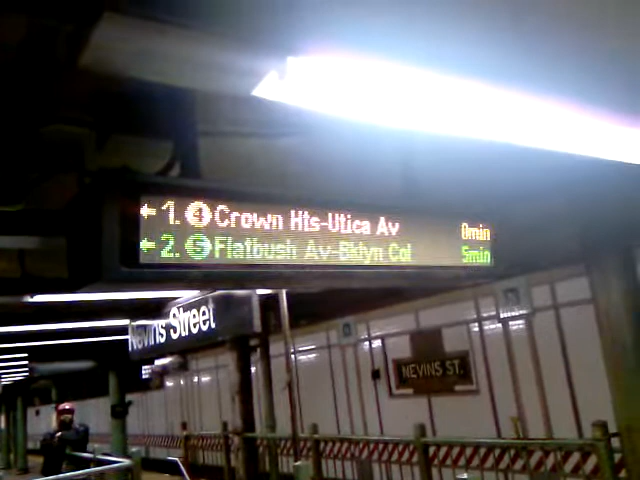 ← 1. 4 Crown Hts-Utica Av 0min
← 2. 5 Flatbush Av-Bklyn Col 5min
Nevins Street
NEVINS ST.